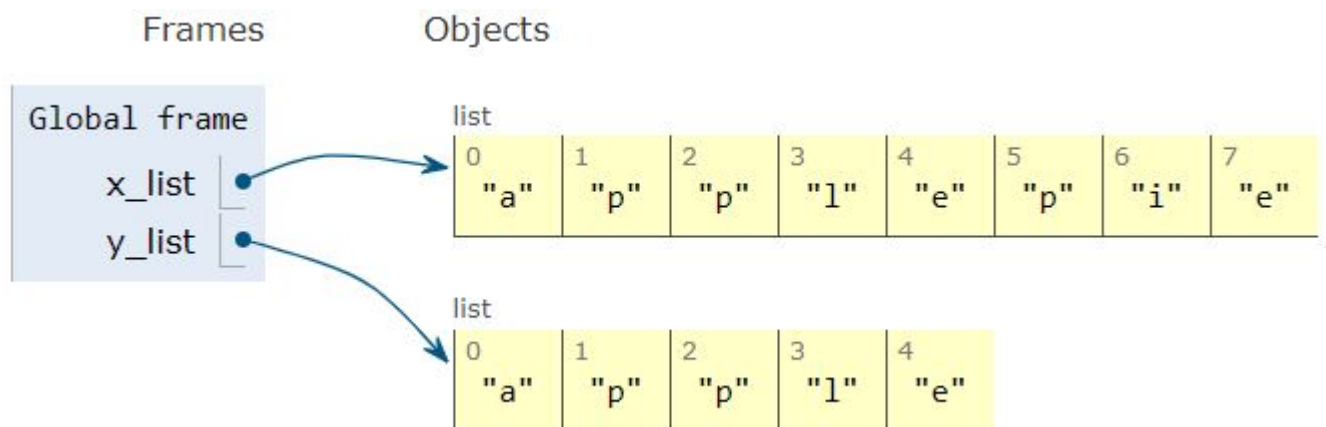 Frames Objects
Global frame
x_list
y_list
list
0 1 2 3 4 5 6 7
"a" "p" "p" "l" "e" "p" "i" "e"
list
0 1 2 3 4
"a" "p" "p" "l" "e"